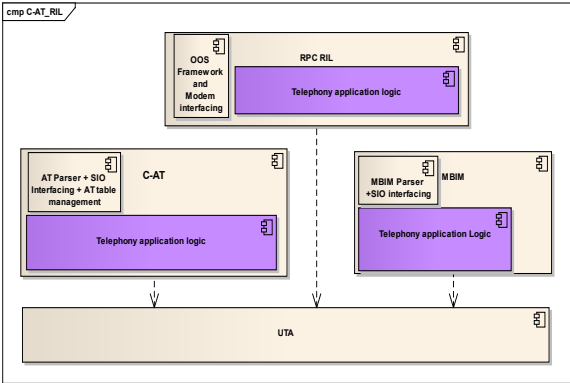 cmp C-AT_RIL
OOS
Framework
and
Modem
interfacing
RPC RIL
Telephony application logic
AT Parser + SIO
Interfacing + AT table
management
C-AT
Telephony application logic
MBIM Parser
+SIO interfacing
MBIM
Telephony application Logic
UTA